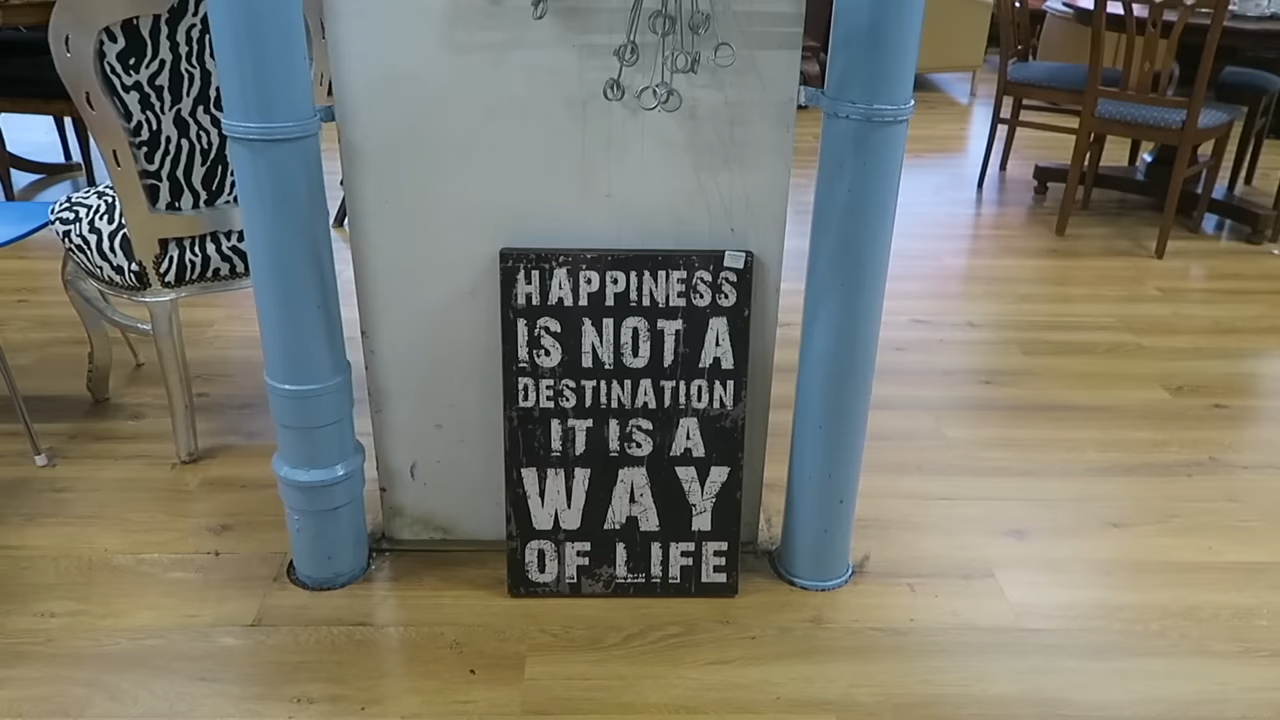 HAPPINESS
IS NOT A
DESTINATION
IT IS A
WAY
OF LIFE